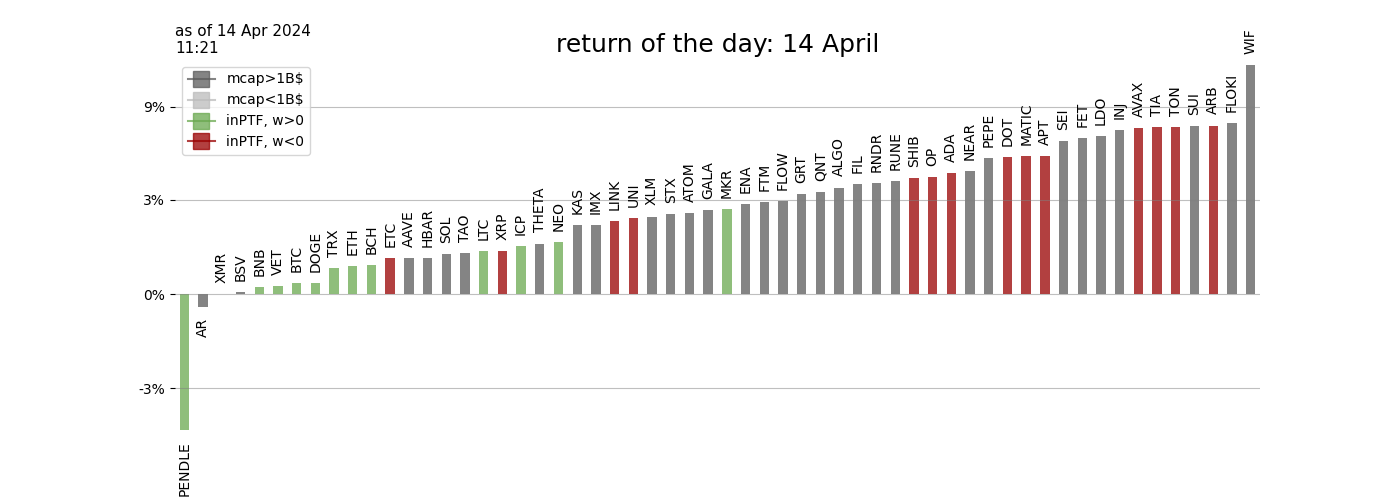 as of 14 Apr 2024
11:21
return of the day: 14 April
mcap>1B$
mcap<1B$
inPTF, w>0
inPTF, w<0
9%
3%
0%
-3%
PENDLE
AR
XMR
BSV
BNB
VET
BTC
DOGE
TRX
ETH
BCH
ETC
AAVE
HBAR
SOL
TAO
LTC
XRP
ICP
THETA
NEO
KAS
IMX
LINK
UNI
XLM
STX
ATOM
GALA
MKR
ENA
FTM
FLOW
GRT
QNT
ALGO
FIL
RNDR
RUNE
SHIB
OP
ADA
NEAR
PEPE
DOT
MATIC
APT
SEI
FET
LDO
INJ
AVAX
TIA
TON
SUI
ARB
FLOKI
WIF